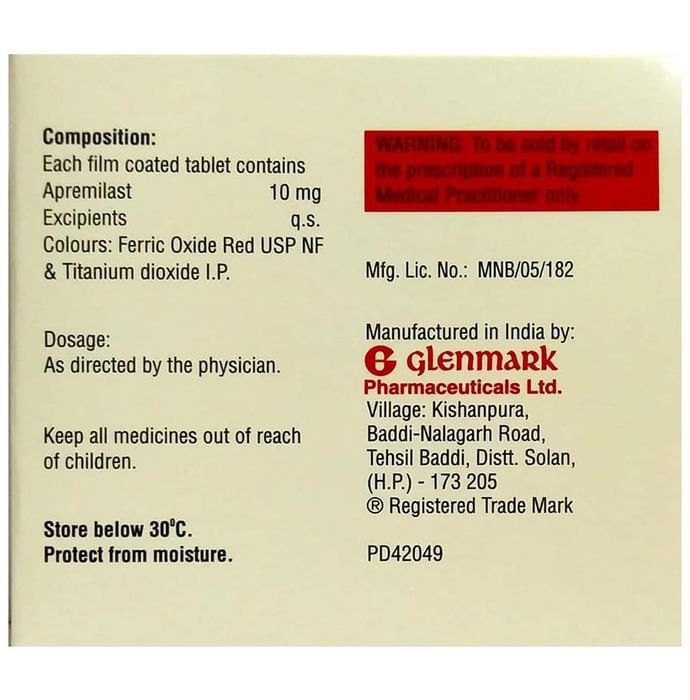 Composition:
Each film coated tablet contains
Apremilast 10 mg
Excipients q.s.
Colours: Ferric Oxide Red USP NF
& Titanium dioxide I.P.
Dosage:
As directed by the physician.
Keep all medicines out of reach
of children.
Store below 30⁰C.
Protect from moisture.
WARNING: To be sold by retail on
the prescription of a Registered
Medical Practitioner only.
Mfg. Lic. No.: MNB/05/182
Manufactured in India by:
G glenmark
Pharmaceuticals Ltd.
Village: Kishanpura,
Baddi-Nalagarh Road,
Tehsil Baddi, Distt. Solan,
(H.P.) - 173 205
® Registered Trade Mark
PD42049